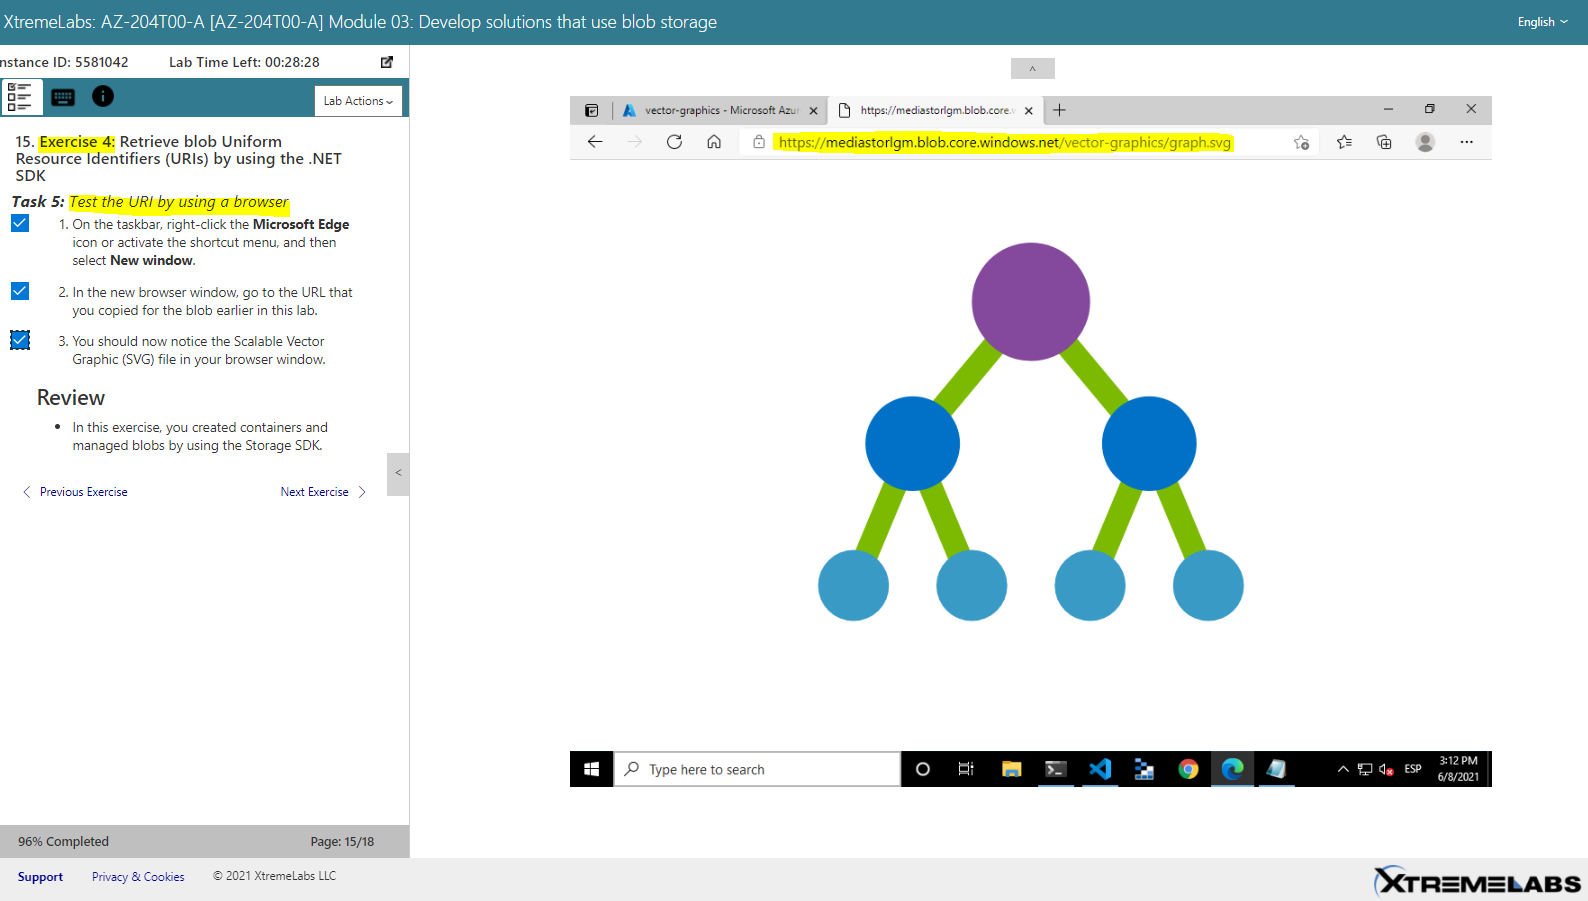 XtremeLabs: AZ-204T00-A [AZ-204T00-A] Module 03: Develop solutions that use blob storage
English
nstance ID: 5581042
Lab Time Left: 00:28:28
Lab Actions
15. Exercise 4: Retrieve blob Uniform
Resource Identifiers (URIs) by using the .NET
SDK
Task 5: Test the URI by using a browser
1. On the taskbar, right-click the Microsoft Edge
icon or activate the shortcut menu, and then
select New window.
2. In the new browser window, go to the URL that
you copied for the blob earlier in this lab.
3. You should now notice the Scalable Vector
Graphic (SVG) file in your browser window.
Review
• In this exercise, you created containers and
managed blobs by using the Storage SDK.
< Previous Exercise
Next Exercise >
<
96% Completed
Page: 15/18
vector-graphics - Microsoft Azur
https://mediastorlgm.blob.core.w
https://mediastorlgm.blob.core.windows.net/vector-graphics/graph.svg
Type here to search
ESP
3:12 PM
6/8/2021
Support
Privacy & Cookies
© 2021 XtremeLabs LLC
XTREMELABS